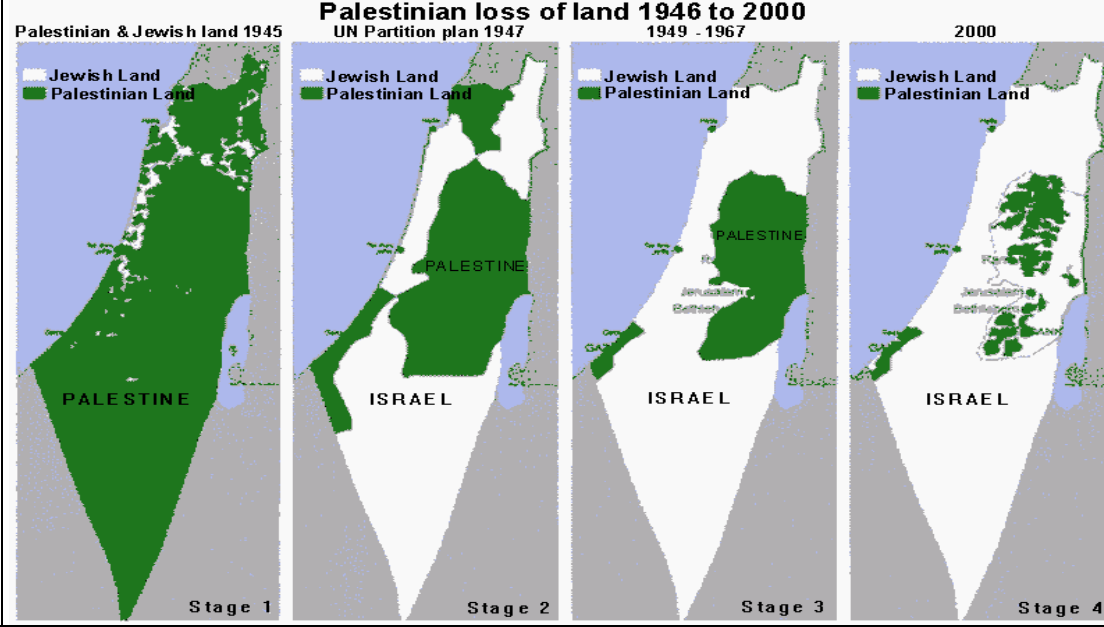 Palestinian loss of land 1946 to 2000
Palestinian & Jewish land 1945
Jewish Land
Palestinian Land
PALESTINE
Stage 1
UN Partition plan 1947
Jewish Land
Palestinian Land
PALESTINE
ISRAEL
Stage 2
1949 -1967
Jewish Land
Palestinian Land
PALESTINE
Jerusalem
ISRAEL
Stage 3
2000
Jewish Land
Palestinian Land
Jerusalem
Bethlehem
ISRAEL
Stage 4